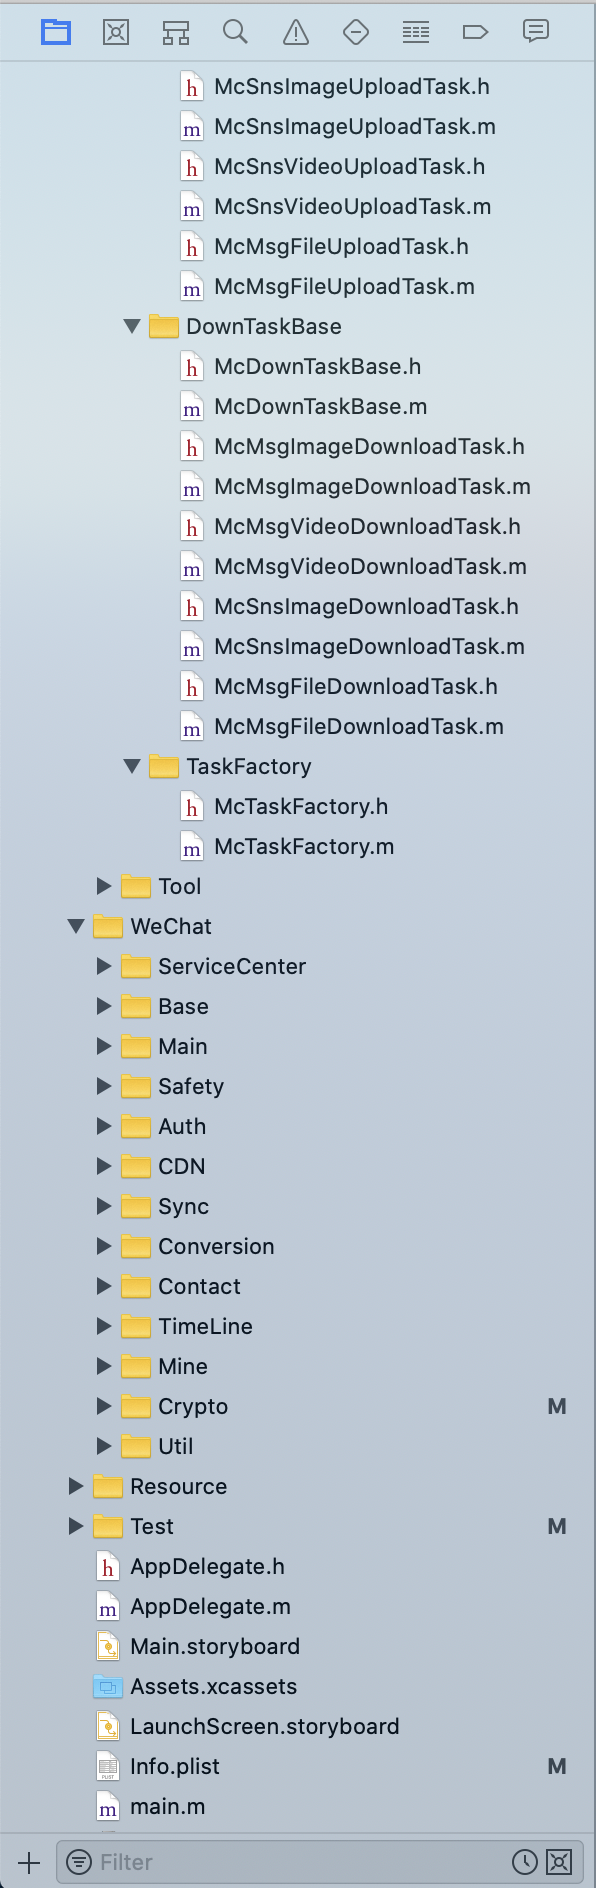 McSnsImageUploadTask.h
McSnsImageUploadTask.m
McSnsVideoUploadTask.h
McSnsVideoUploadTask.m
McMsgFileUploadTask.h
McMsgFileUploadTask.m
DownTaskBase
McDownTaskBase.h
McDownTaskBase.m
McMsgImageDownloadTask.h
McMsgImageDownloadTask.m
McMsgVideoDownloadTask.h
McMsgVideoDownloadTask.m
McSnsImageDownloadTask.h
McSnsImageDownloadTask.m
McMsgFileDownloadTask.h
McMsgFileDownloadTask.m
TaskFactory
McTaskFactory.h
McTaskFactory.m
Tool
WeChat
ServiceCenter
Base
Main
Safety
Auth
CDN
Sync
Conversion
Contact
TimeLine
Mine
Crypto M
Util
Resource
Test M
AppDelegate.h
AppDelegate.m
Main.storyboard
Assets.xcassets
LaunchScreen.storyboard
Info.plist M
main.m
Filter